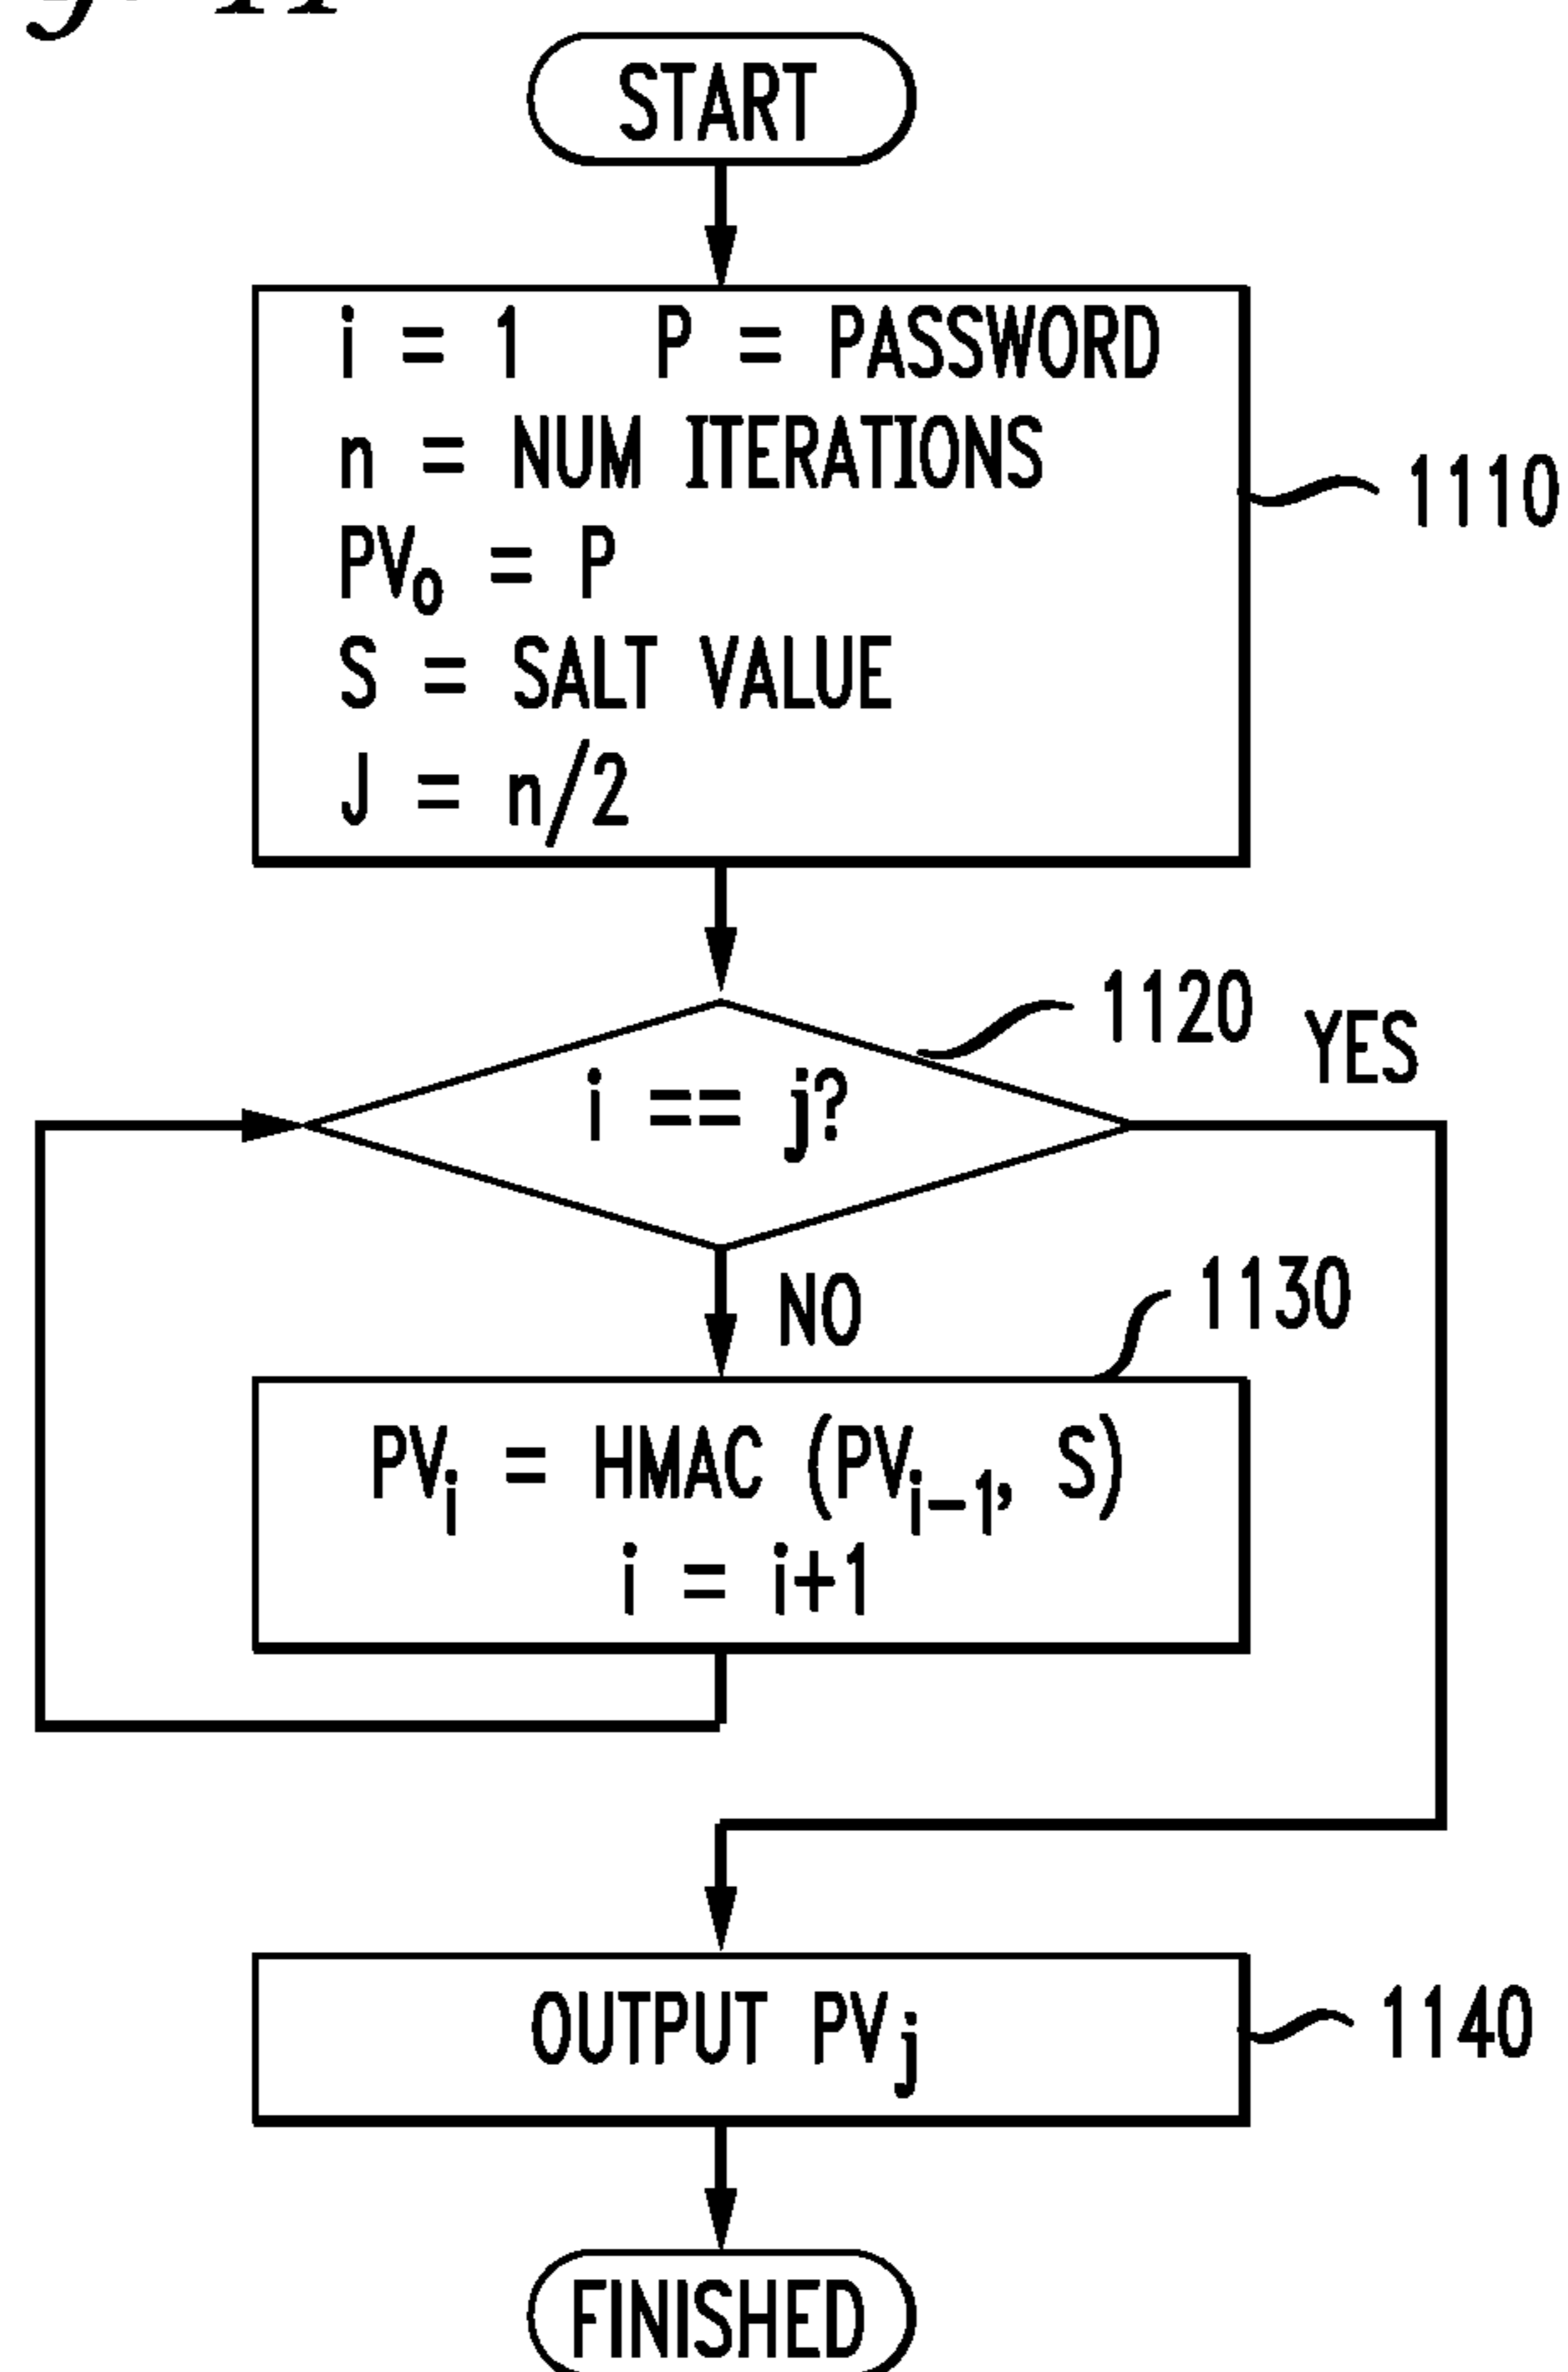 START
i = 1 P = PASSWORD
n = NUM ITERATIONS
PV₀ = P
S = SALT VALUE
J = n/2
1110
1120
i == j?
YES
NO
1130
PVᵢ = HMAC (PVᵢ₋₁, S)
i = i+1
OUTPUT PVⱼ
1140
FINISHED